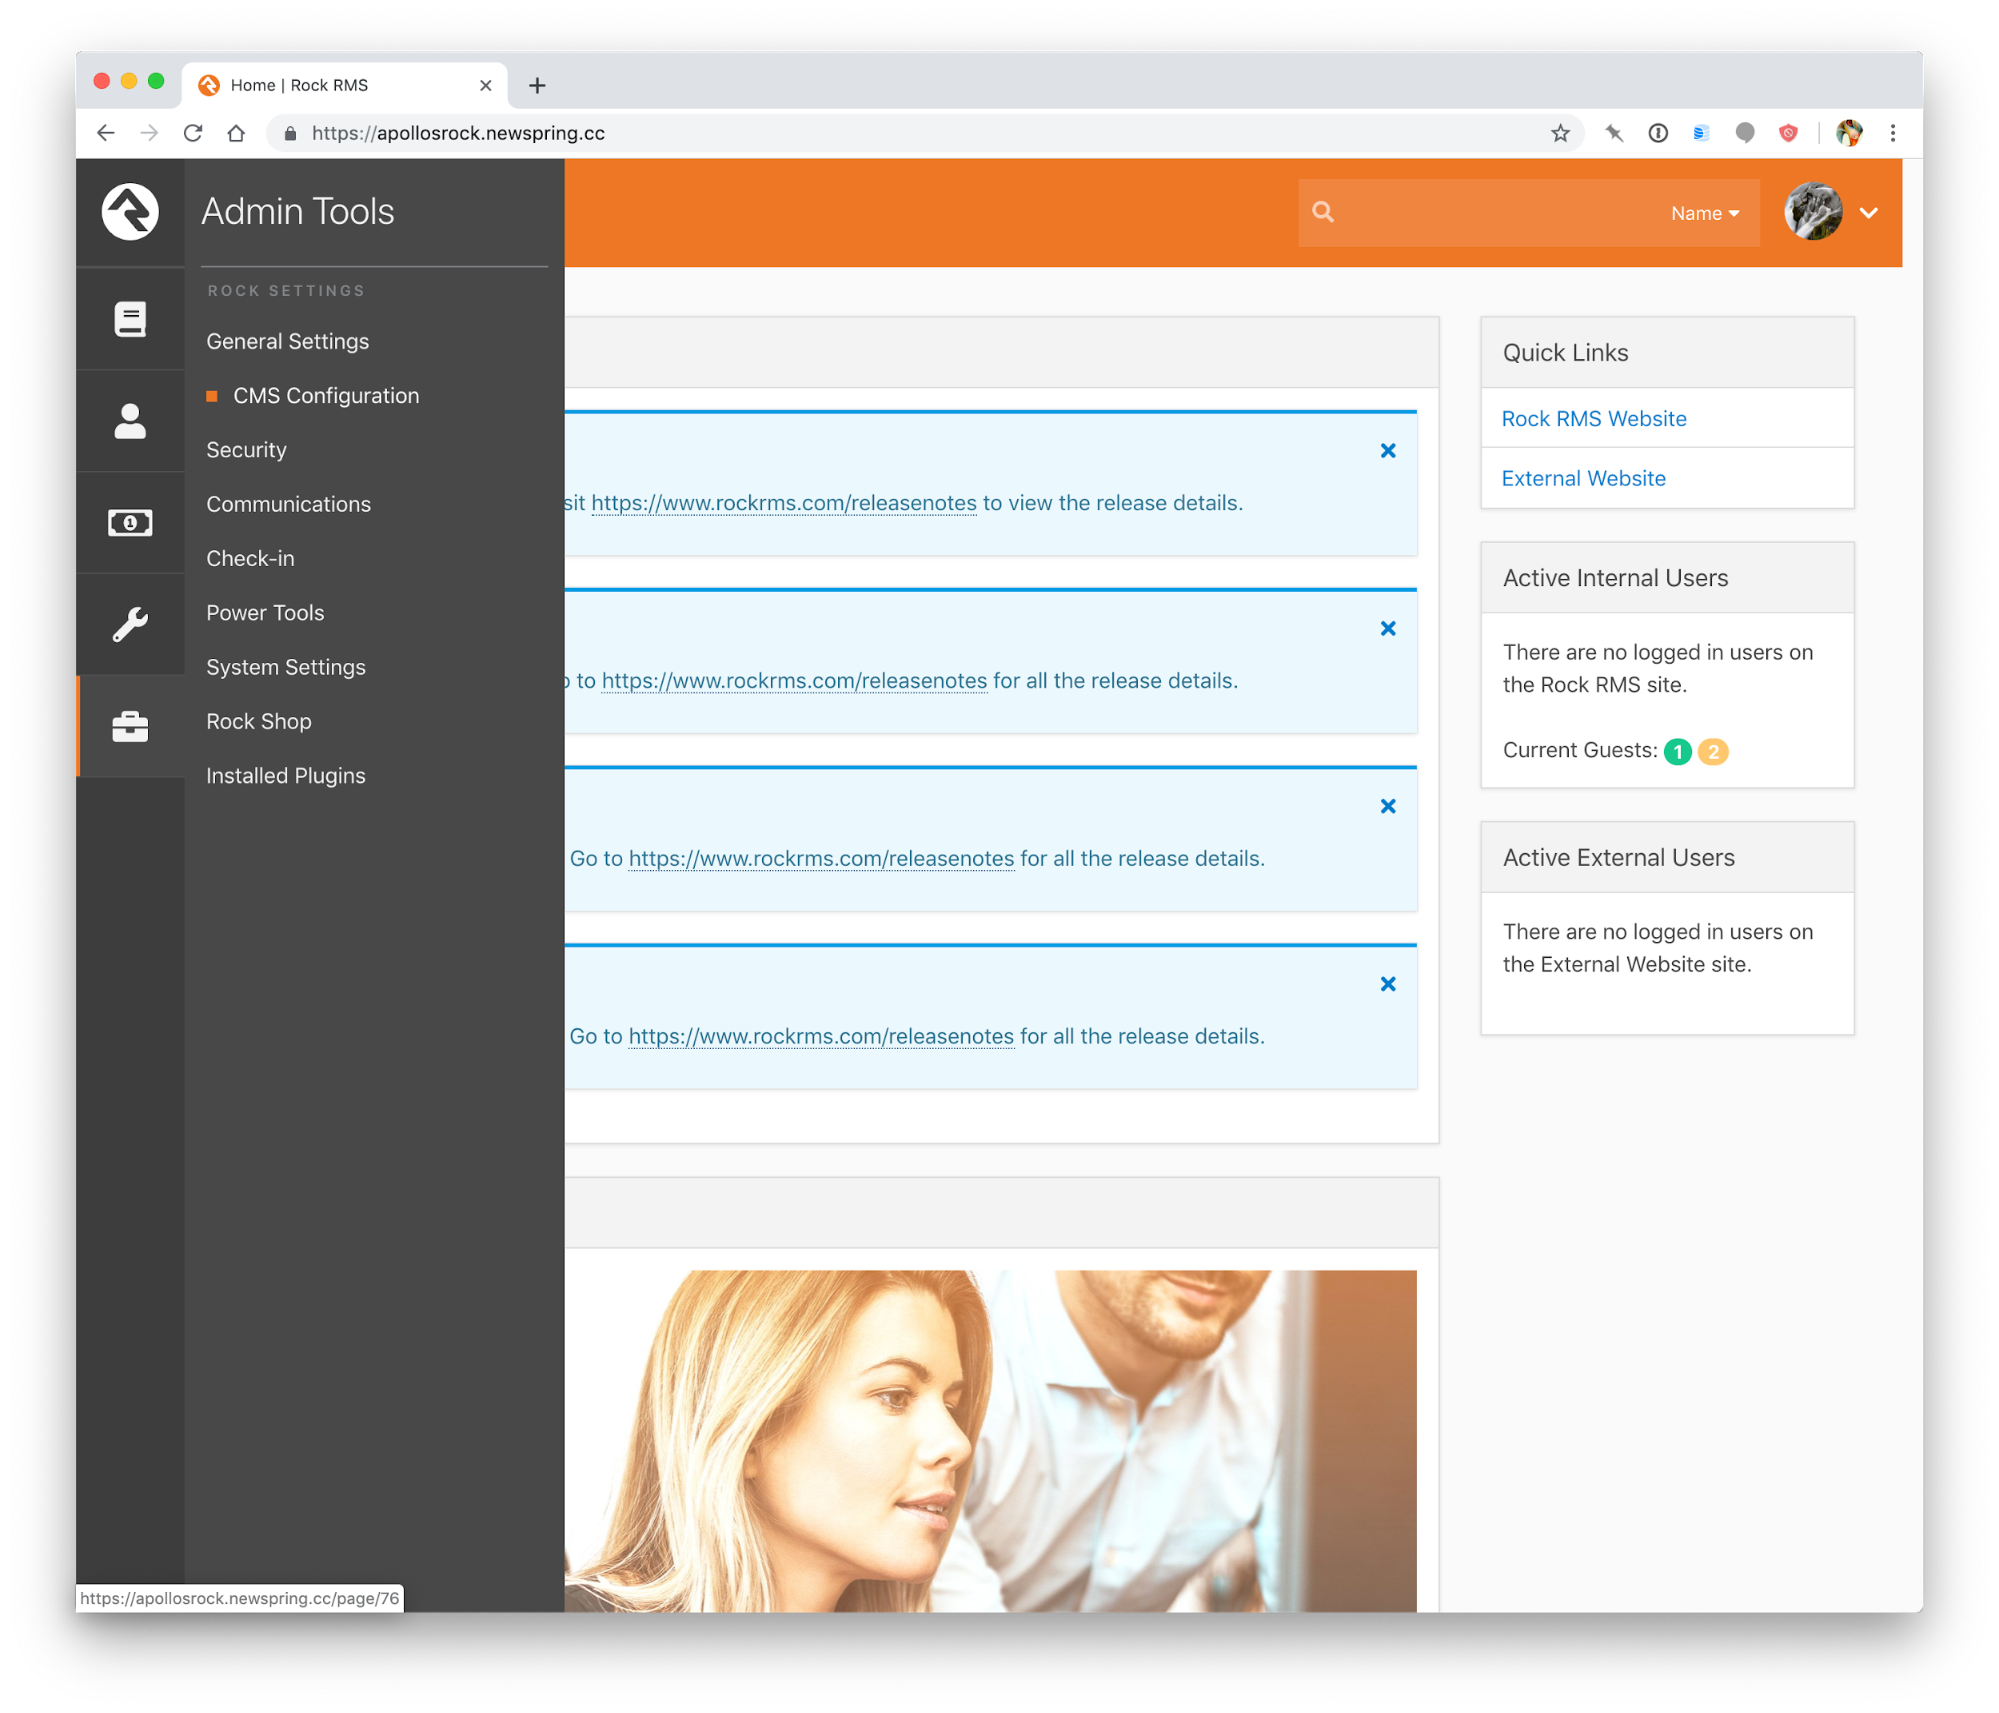 Home | Rock RMS
https://apollosrock.newspring.cc
Admin Tools
ROCK SETTINGS
General Settings
CMS Configuration
Security
Communications
Check-in
Power Tools
System Settings
Rock Shop
Installed Plugins
Name
sit https://www.rockrms.com/releasenotes to view the release details.
to https://www.rockrms.com/releasenotes for all the release details.
Go to https://www.rockrms.com/releasenotes for all the release details.
Go to https://www.rockrms.com/releasenotes for all the release details.
Quick Links
Rock RMS Website
External Website
Active Internal Users
There are no logged in users on
the Rock RMS site.
Current Guests: 1 2
Active External Users
There are no logged in users on
the External Website site.
https://apollosrock.newspring.cc/page/76